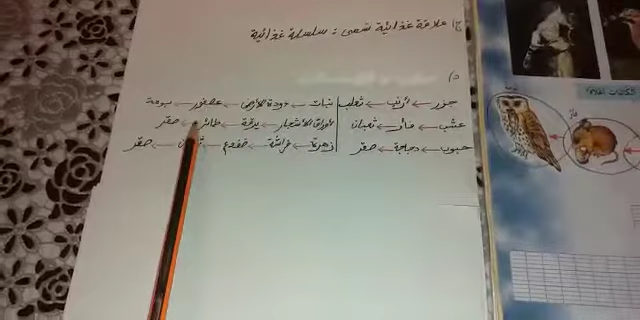 ج/ علاقة غذائية تسمى: سلسلة غذائية
د/
جزر ← أرنب ← ثعلب
نبات ← دودة الأرض ← عصفور ← بومة
عشب ← فأر ← ثعبان
أوراق الأشجار ← يرقة ← طائر ← صقر
حبوب ← دجاجة ← صقر
زهرة ← فراشة ← ضفدع ← ← صقر